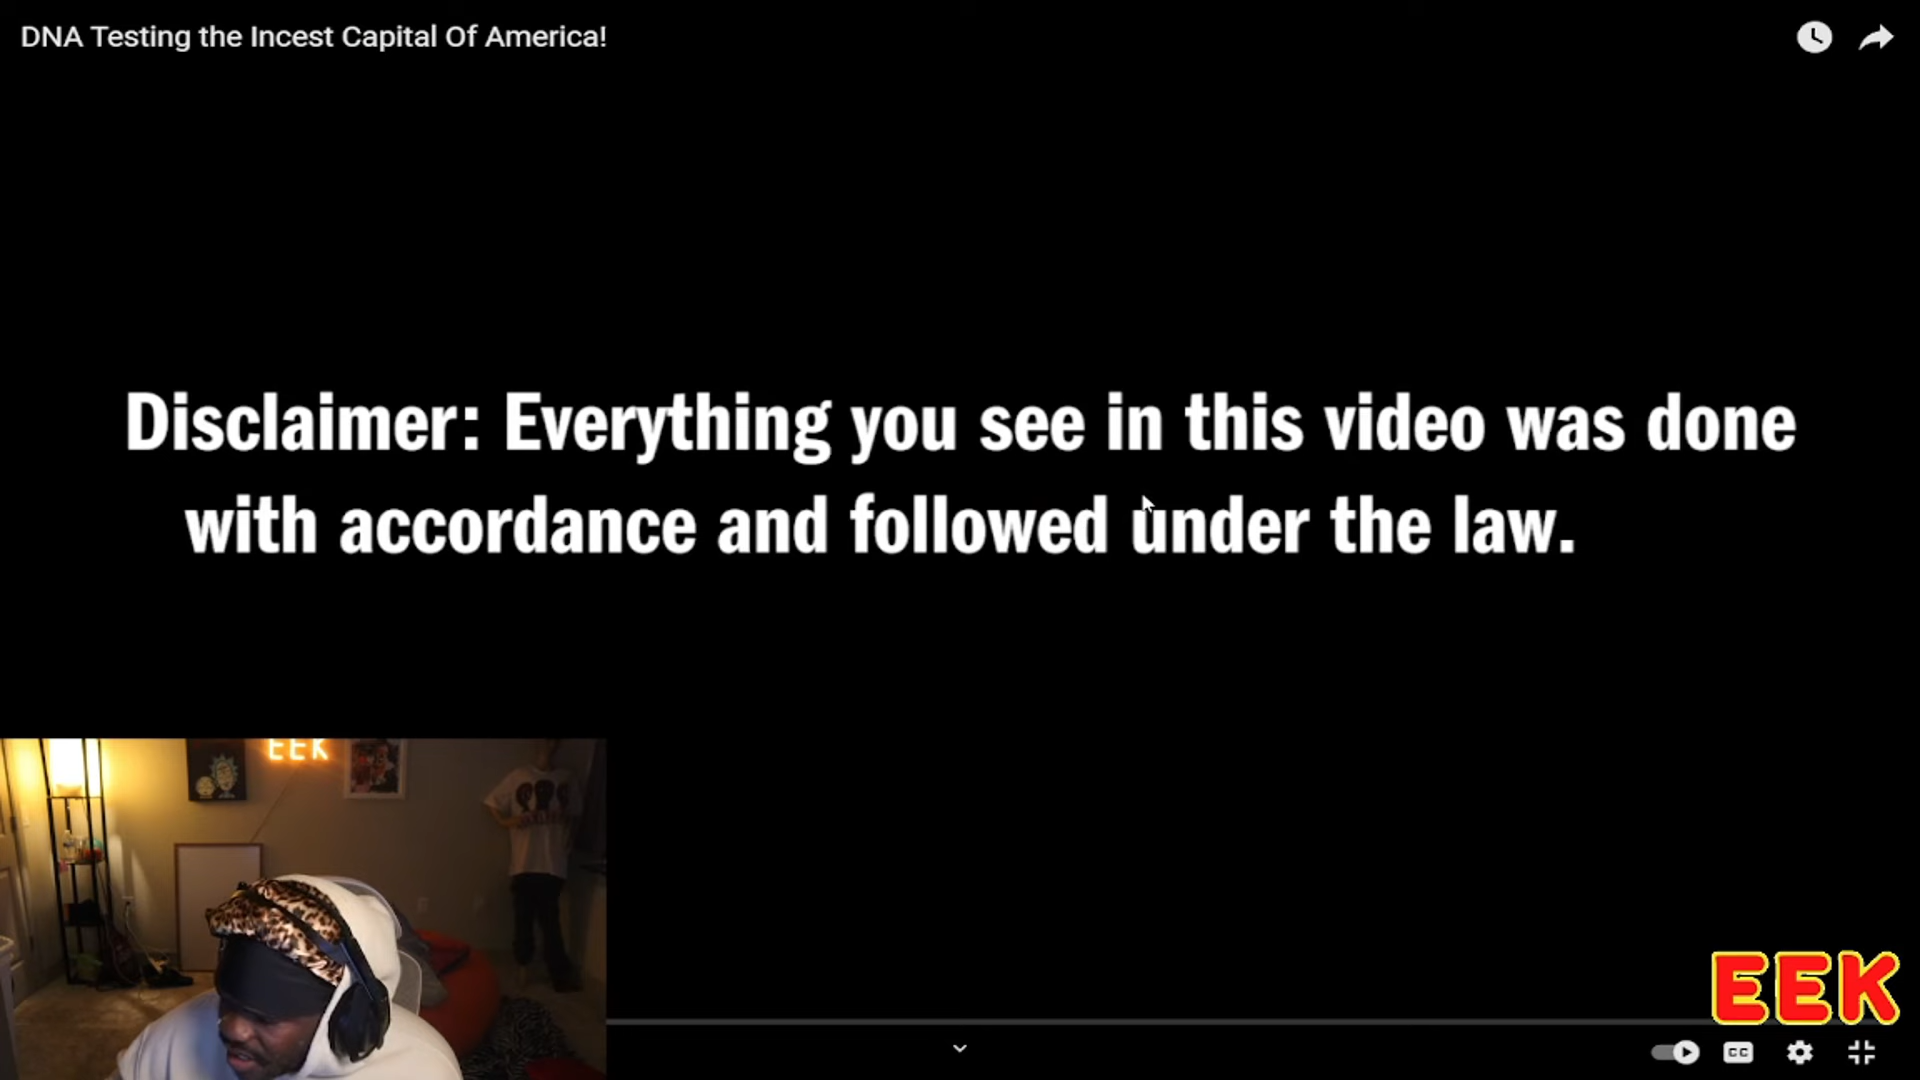 DNA Testing the Incest Capital Of America!
Disclaimer: Everything you see in this video was done
with accordance and followed under the law.
EEK
EEK
CC